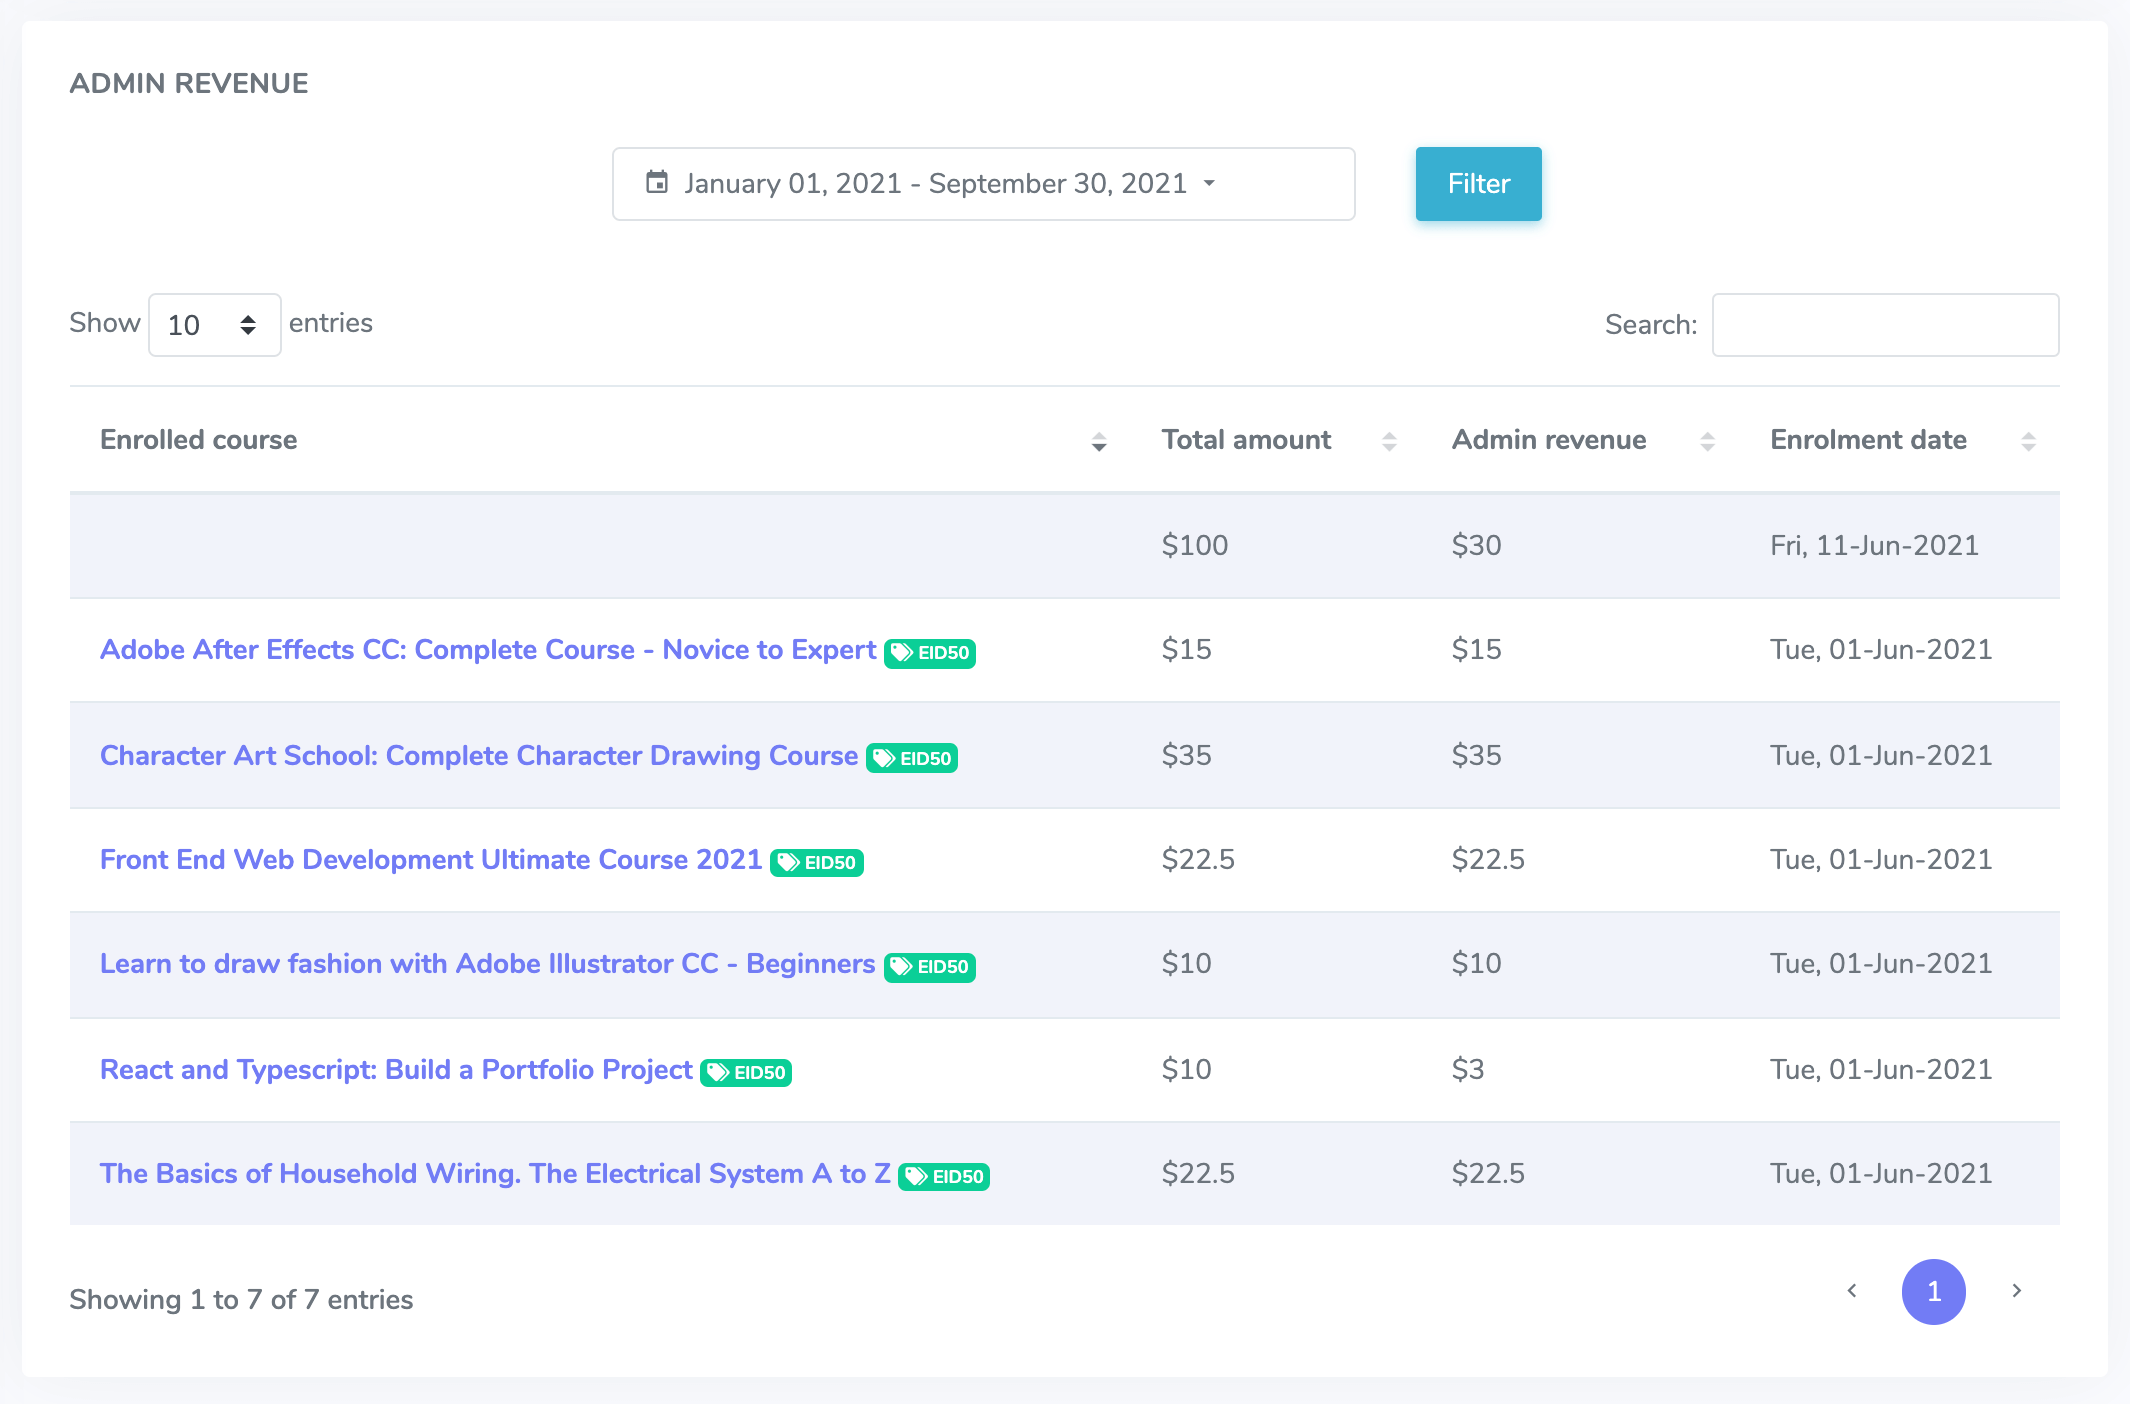 ADMIN REVENUE
January 01, 2021 - September 30, 2021
Filter
Show 10 entries
Search:
Enrolled course Total amount Admin revenue Enrolment date
$100 $30 Fri, 11-Jun-2021
Adobe After Effects CC: Complete Course - Novice to Expert EID50 $15 $15 Tue, 01-Jun-2021
Character Art School: Complete Character Drawing Course EID50 $35 $35 Tue, 01-Jun-2021
Front End Web Development Ultimate Course 2021 EID50 $22.5 $22.5 Tue, 01-Jun-2021
Learn to draw fashion with Adobe Illustrator CC - Beginners EID50 $10 $10 Tue, 01-Jun-2021
React and Typescript: Build a Portfolio Project EID50 $10 $3 Tue, 01-Jun-2021
The Basics of Household Wiring. The Electrical System A to Z EID50 $22.5 $22.5 Tue, 01-Jun-2021
Showing 1 to 7 of 7 entries
1